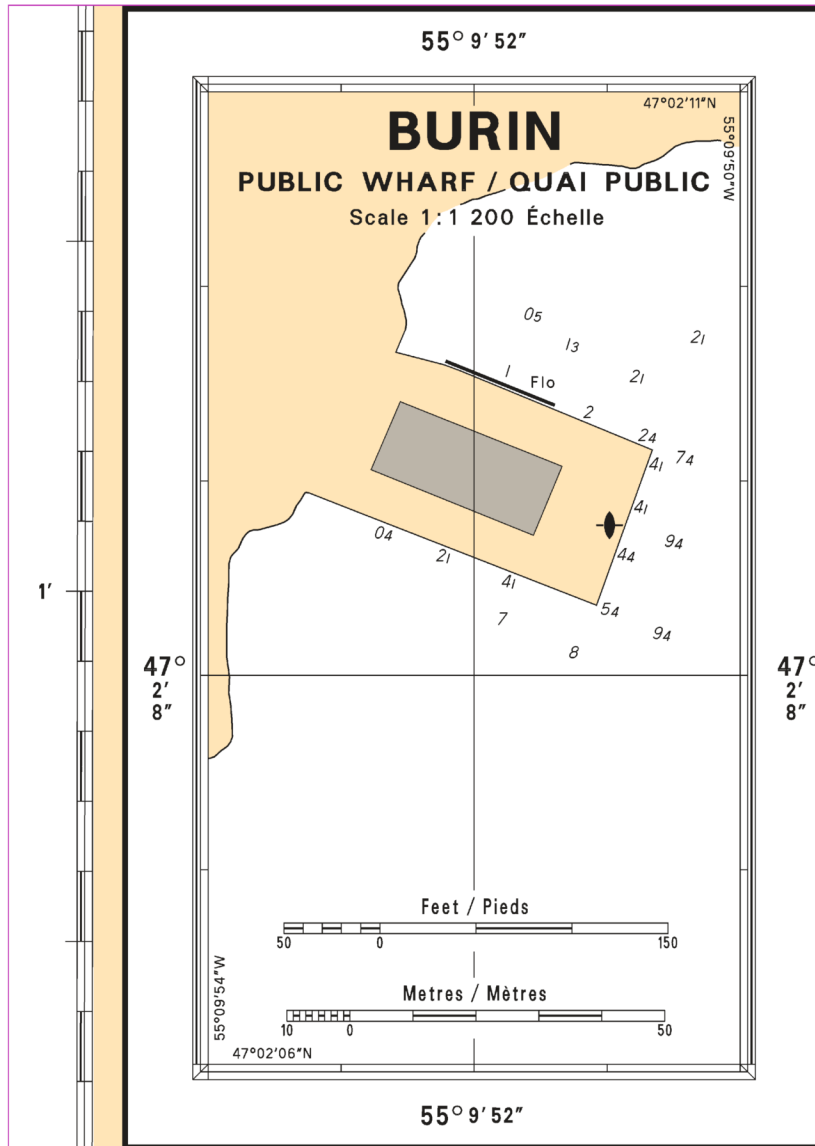 55° 9′ 52″
47°02′11″N
55°09′50″W
BURIN
PUBLIC WHARF / QUAI PUBLIC
Scale 1:1 200 Échelle
05
13
21
21
1
Flo
2
24
41
74
41
94
44
04
21
41
54
7
94
8
1′
47°
2′
8″
47°
2′
8″
Feet / Pieds
50 0 150
Metres / Mètres
10 0 50
55°09′54″W
47°02′06″N
55° 9′ 52″